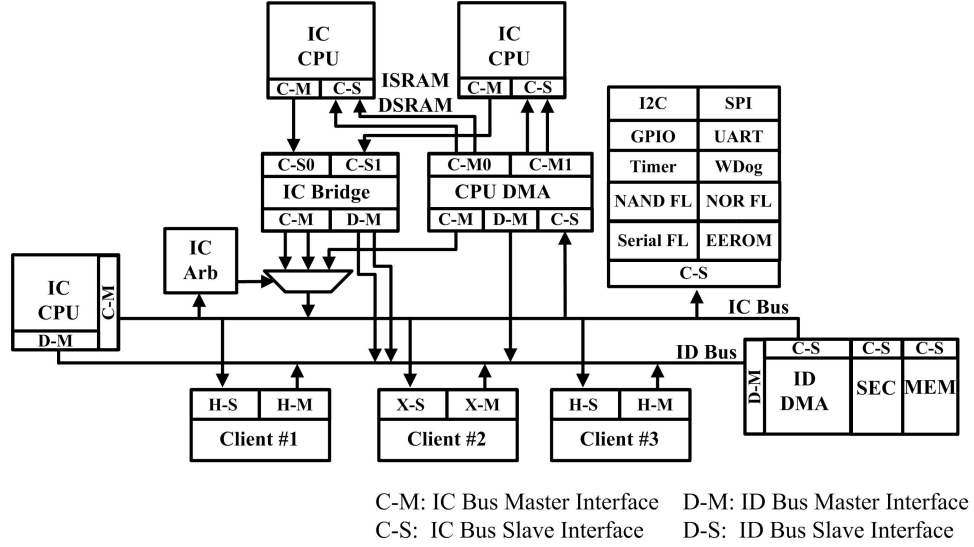 IC
CPU
C-M C-S
IC
CPU
C-M C-S
ISRAM
DSRAM
I2C SPI
GPIO UART
Timer WDog
NAND FL NOR FL
Serial FL EEROM
C-S
C-S0 C-S1
IC Bridge
C-M D-M
C-M0 C-M1
CPU DMA
C-M D-M C-S
IC
Arb
IC
CPU
C-M
D-M
IC Bus
ID Bus
D-M
C-S C-S C-S
ID
DMA
SEC
MEM
H-S H-M
Client #1
X-S X-M
Client #2
H-S H-M
Client #3
C-M: IC Bus Master Interface D-M: ID Bus Master Interface
C-S: IC Bus Slave Interface D-S: ID Bus Slave Interface